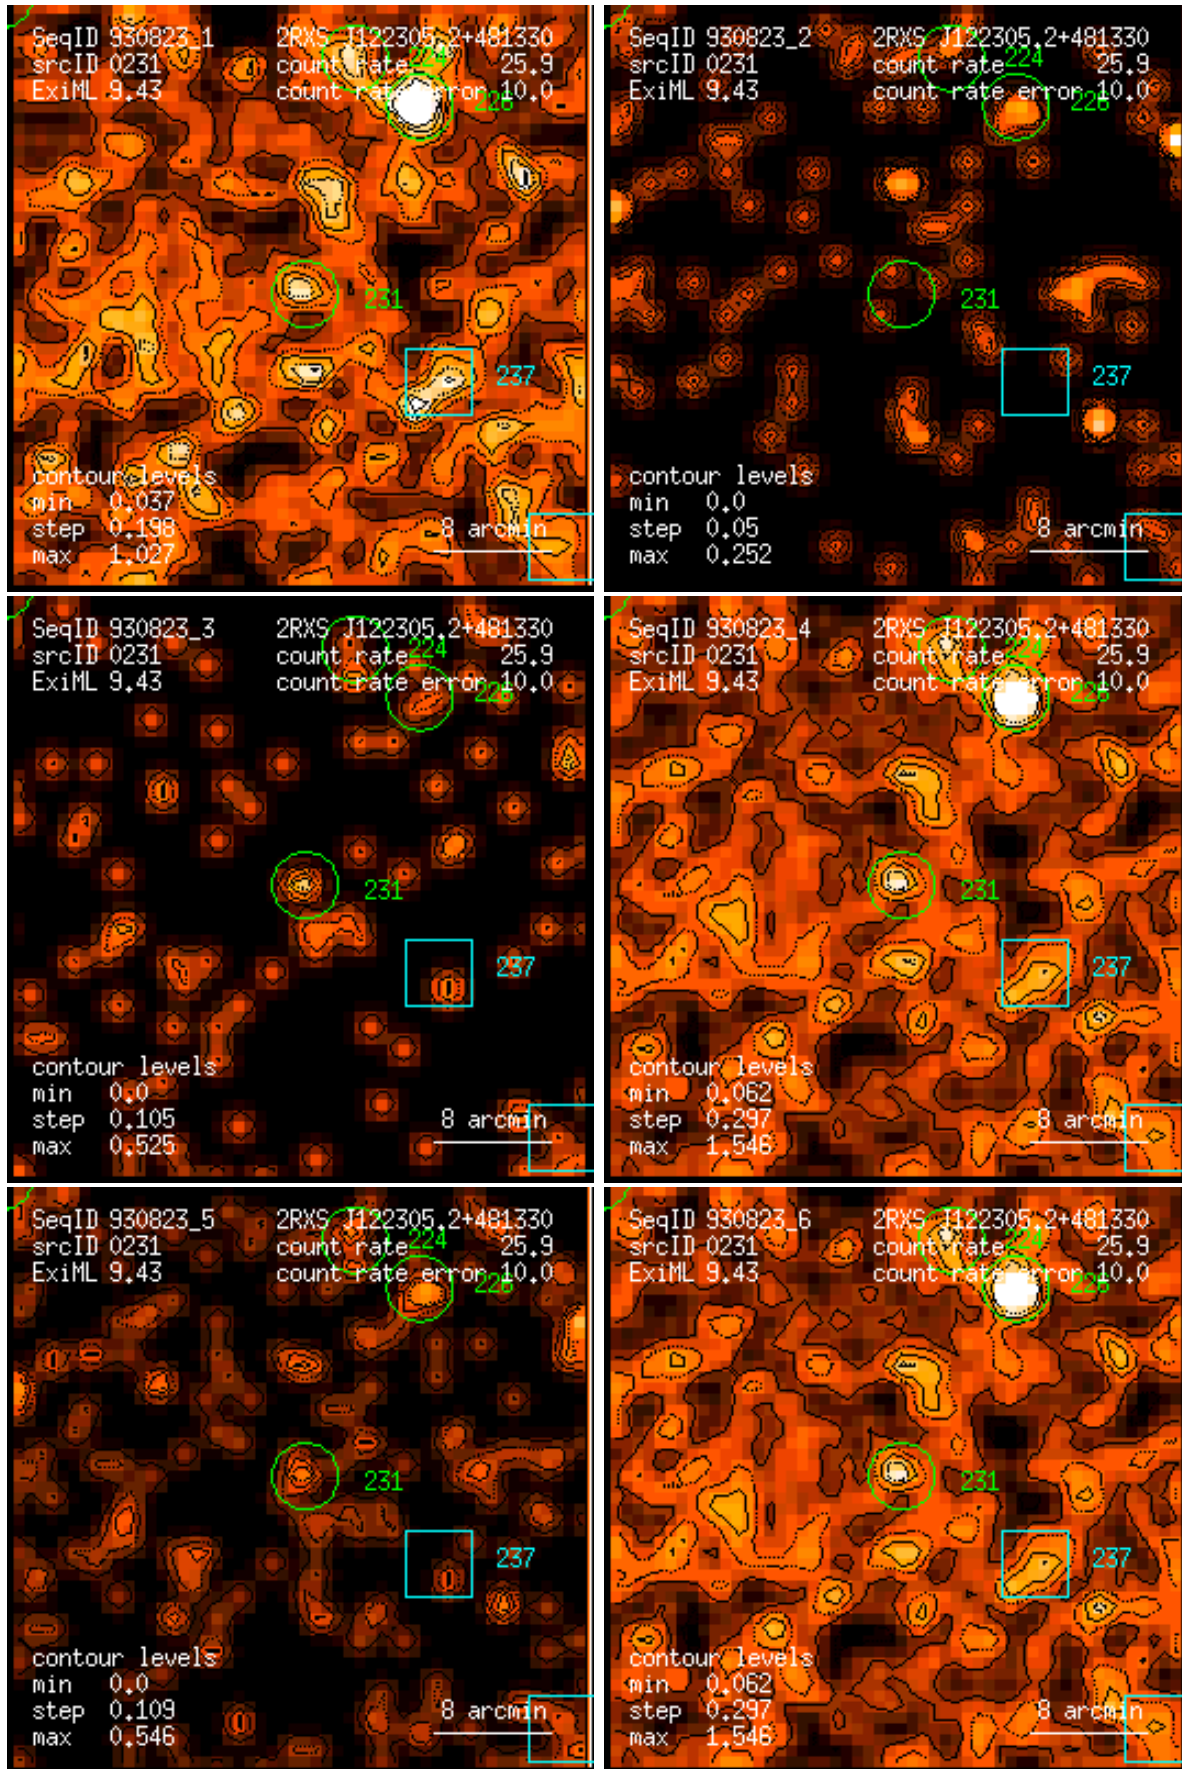 SeqID 930823_1 2RXS J122305.2+481330
srcID 0231 count rate 25.9
224
ExiML 9.43 count rate error 10.0
226
231
237
contour levels
min 0.037
step 0.198 8 arcmin
max 1.027
SeqID 930823_2 2RXS J122305.2+481330
srcID 0231 count rate 25.9
224
ExiML 9.43 count rate error 10.0
226
231
237
contour levels
min 0.0
step 0.05 8 arcmin
max 0.252
SeqID 930823_3 2RXS J122305.2+481330
srcID 0231 count rate 25.9
224
ExiML 9.43 count rate error 10.0
226
231
237
contour levels
min 0.0
step 0.105 8 arcmin
max 0.525
SeqID 930823_4 2RXS J122305.2+481330
srcID 0231 count rate 25.9
224
ExiML 9.43 count rate error 10.0
226
231
237
contour levels
min 0.062
step 0.297 8 arcmin
max 1.546
SeqID 930823_5 2RXS J122305.2+481330
srcID 0231 count rate 25.9
224
ExiML 9.43 count rate error 10.0
226
231
237
contour levels
min 0.0
step 0.109 8 arcmin
max 0.546
SeqID 930823_6 2RXS J122305.2+481330
srcID 0231 count rate 25.9
224
ExiML 9.43 count rate error 10.0
226
231
237
contour levels
min 0.062
step 0.297 8 arcmin
max 1.546